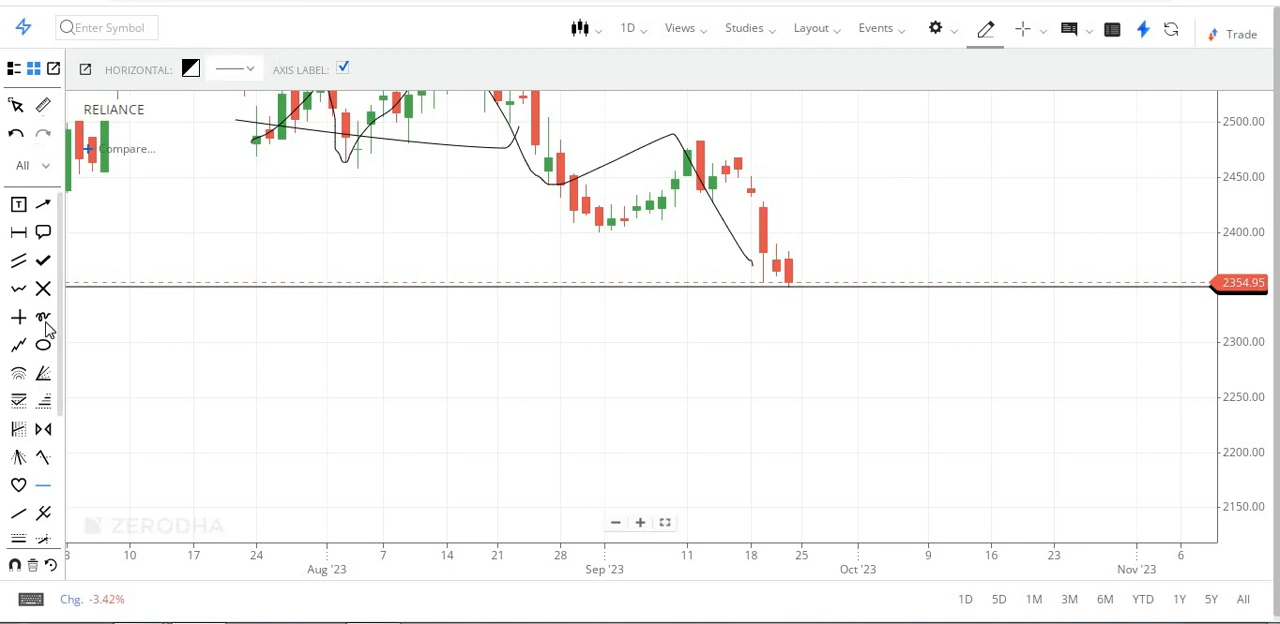 Enter Symbol
1D
Views
Studies
Layout
Events
Trade
HORIZONTAL:
AXIS LABEL:
RELIANCE
Compare...
All
T
2500.00
2450.00
2400.00
2354.95
2300.00
2250.00
2200.00
2150.00
ZERODHA
3 10 17 24 7 14 21 28 11 18 25 9 16 23 6
Aug '23 Sep '23 Oct '23 Nov '23
Chg. -3.42%
1D 5D 1M 3M 6M YTD 1Y 5Y All